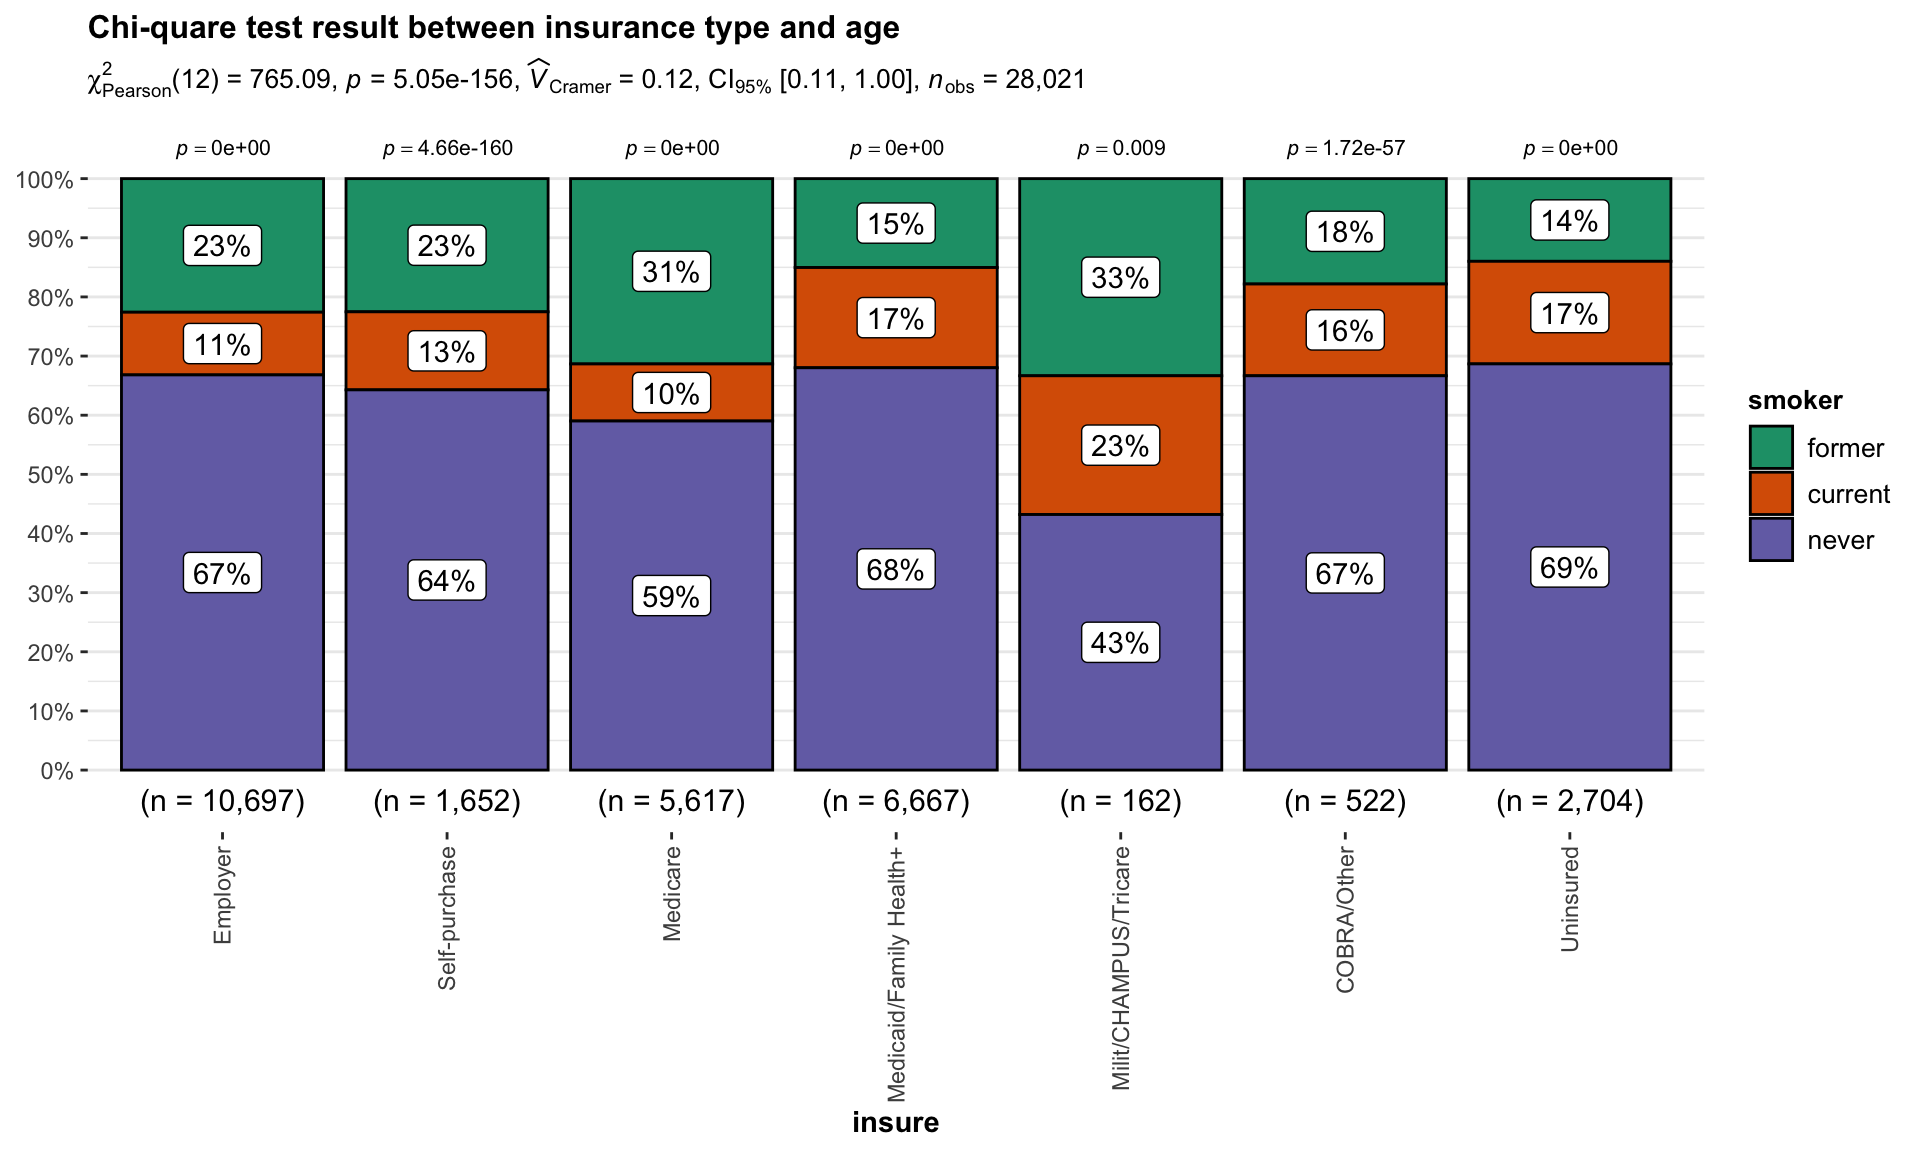 Chi-quare test result between insurance type and age
χ²Pearson(12) = 765.09, p = 5.05e-156, V̂Cramer = 0.12, CI95% [0.11, 1.00], nobs = 28,021
p = 0e+00 p = 4.66e-160 p = 0e+00 p = 0e+00 p = 0.009 p = 1.72e-57 p = 0e+00
100%
90%
80%
70%
60%
50%
40%
30%
20%
10%
0%
23% 11% 67%
23% 13% 64%
31% 10% 59%
15% 17% 68%
33% 23% 43%
18% 16% 67%
14% 17% 69%
(n = 10,697) (n = 1,652) (n = 5,617) (n = 6,667) (n = 162) (n = 522) (n = 2,704)
Employer
Self-purchase
Medicare
Medicaid/Family Health+
Milit/CHAMPUS/Tricare
COBRA/Other
Uninsured
insure
smoker
former
current
never